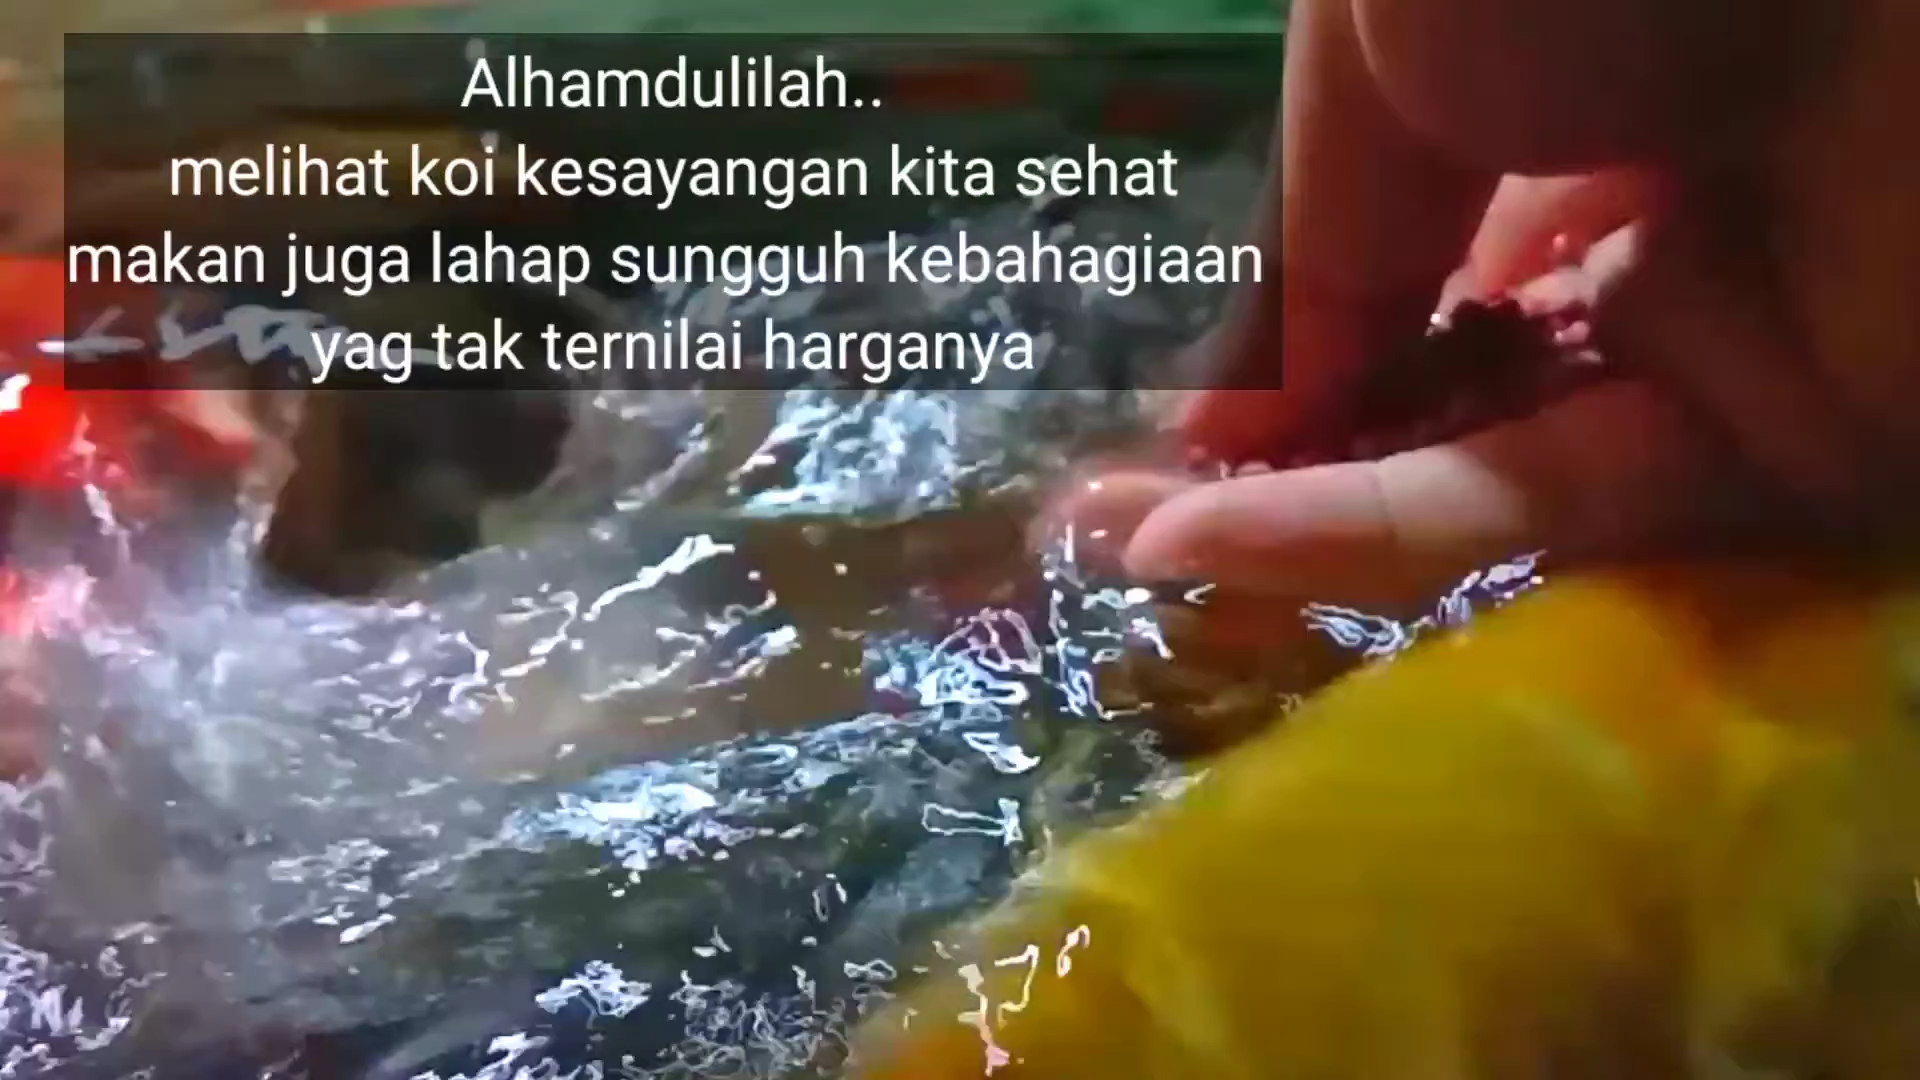 Alhamdulilah..
melihat koi kesayangan kita sehat
makan juga lahap sungguh kebahagiaan
yag tak ternilai harganya